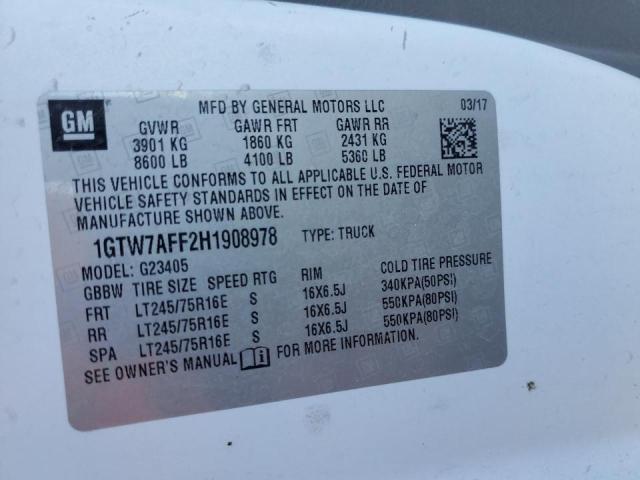 GM
MFD BY GENERAL MOTORS LLC 03/17
GVWR GAWR FRT GAWR RR
3901 KG 1860 KG 2431 KG
8600 LB 4100 LB 5360 LB
THIS VEHICLE CONFORMS TO ALL APPLICABLE U.S. FEDERAL MOTOR
VEHICLE SAFETY STANDARDS IN EFFECT ON THE DATE OF
MANUFACTURE SHOWN ABOVE.
1GTW7AFF2H1908978 TYPE: TRUCK
MODEL: G23405
GBBW TIRE SIZE SPEED RTG RIM COLD TIRE PRESSURE
FRT LT245/75R16E S 16X6.5J 340KPA(50PSI)
RR LT245/75R16E S 16X6.5J 550KPA(80PSI)
SPA LT245/75R16E S 16X6.5J 550KPA(80PSI)
SEE OWNER'S MANUAL FOR MORE INFORMATION.